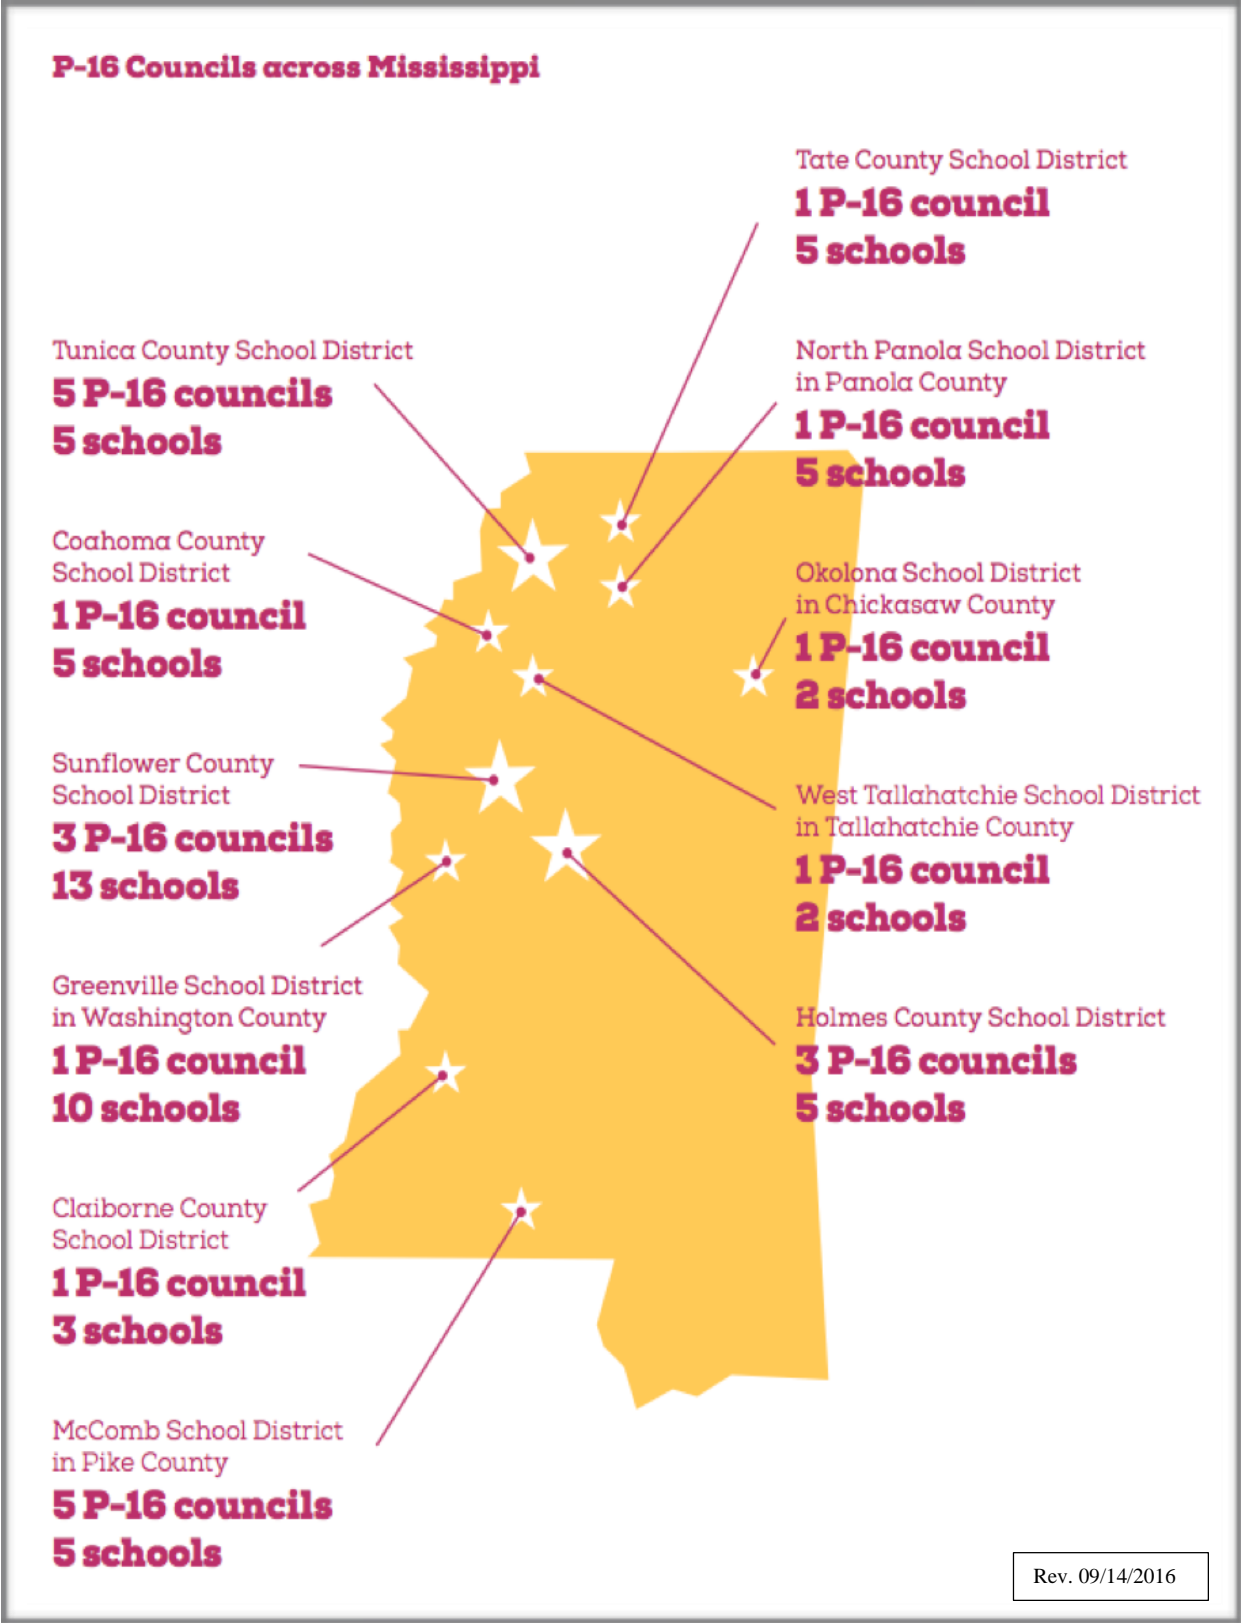 P-16 Councils across Mississippi
Tate County School District
1 P-16 council
5 schools
Tunica County School District
5 P-16 councils
5 schools
North Panola School District
in Panola County
1 P-16 council
5 schools
Coahoma County
School District
1 P-16 council
5 schools
Okolona School District
in Chickasaw County
1 P-16 council
2 schools
Sunflower County
School District
3 P-16 councils
13 schools
West Tallahatchie School District
in Tallahatchie County
1 P-16 council
2 schools
Greenville School District
in Washington County
1 P-16 council
10 schools
Holmes County School District
3 P-16 councils
5 schools
Claiborne County
School District
1 P-16 council
3 schools
McComb School District
in Pike County
5 P-16 councils
5 schools
Rev. 09/14/2016